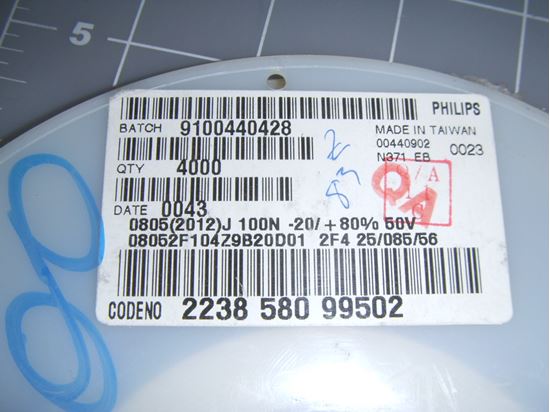 5
PHILIPS
BATCH 9100440428
MADE IN TAIWAN
00440902
N371 EB 0023
QTY 4000
QA
DATE 0043
0805(2012)J 100N -20/+80% 50V
08052F104Z9B20D01 2F4 25/085/56
CODENO 2238 580 99502